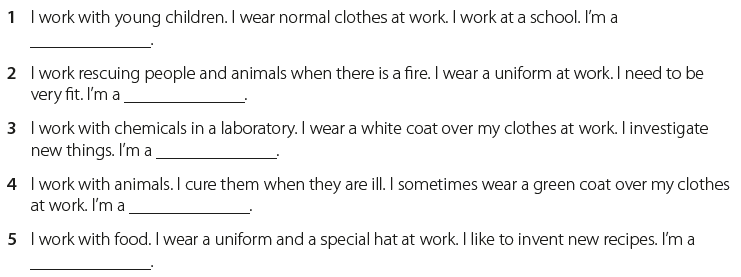 1 I work with young children. I wear normal clothes at work. I work at a school. I'm a
_______________.
2 I work rescuing people and animals when there is a fire. I wear a uniform at work. I need to be
very fit. I'm a _______________.
3 I work with chemicals in a laboratory. I wear a white coat over my clothes at work. I investigate
new things. I'm a _______________.
4 I work with animals. I cure them when they are ill. I sometimes wear a green coat over my clothes
at work. I'm a _______________.
5 I work with food. I wear a uniform and a special hat at work. I like to invent new recipes. I'm a
_______________.